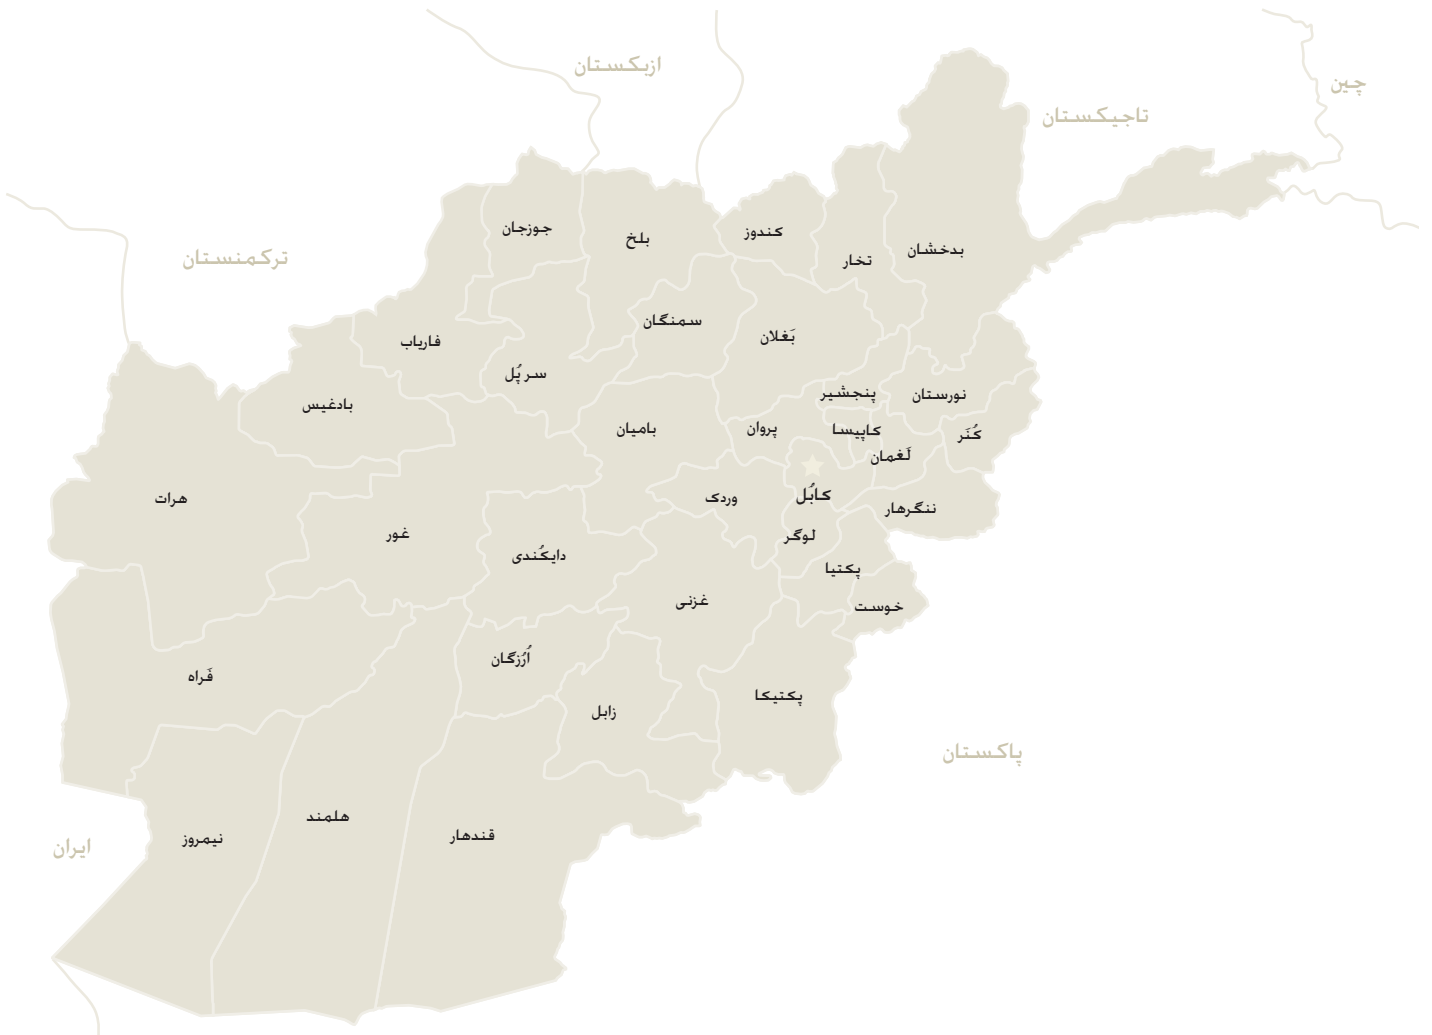 ازبکستان
چین
تاجیکستان
ترکمنستان
جوزجان
بلخ
کندوز
تخار
بدخشان
فاریاب
سمنگان
بَغلان
سر پُل
بادغیس
پنجشیر
نورستان
بامیان
پروان
کاپیسا
کُنَر
لَغمان
هرات
وردک
کابُل
ننگرهار
غور
دایکُندی
لوگر
پکتیا
غزنی
خوست
اُرُزگان
فَراه
زابل
پکتیکا
پاکستان
هلمند
نیمروز
قندهار
ایران